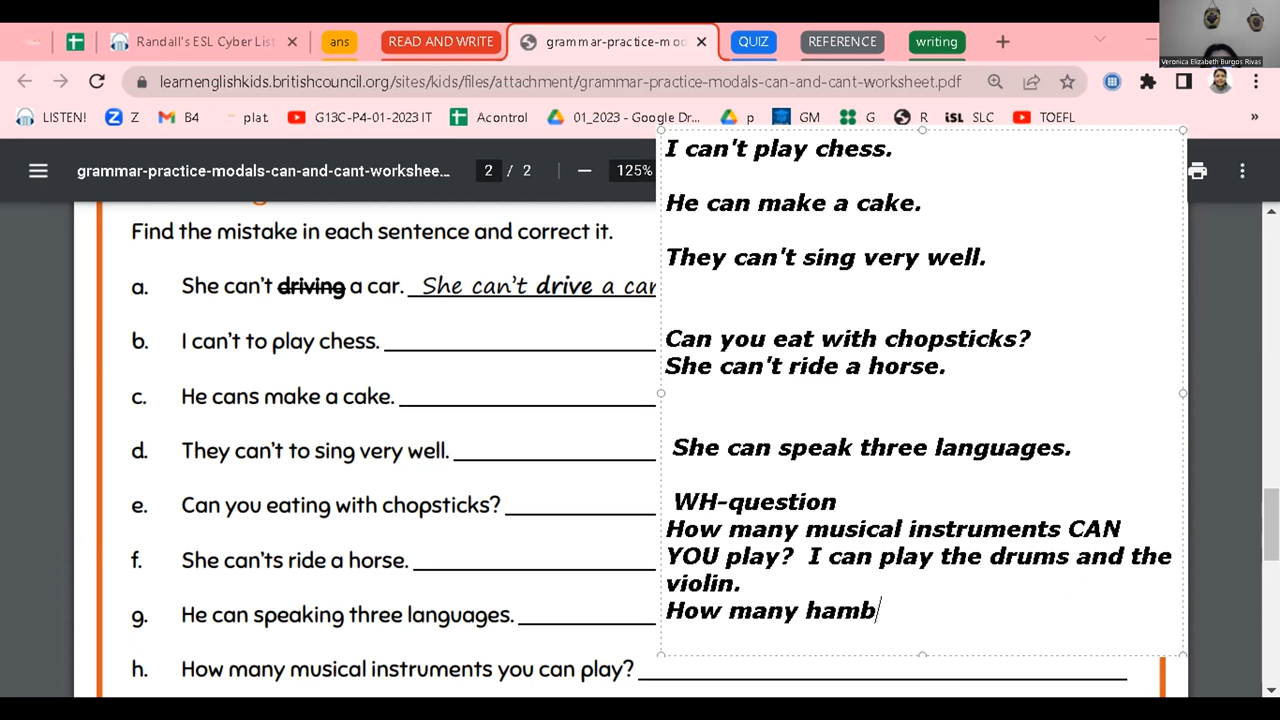 Randall's ESL Cyber List
ans
READ AND WRITE
grammar-practice-mod
QUIZ
REFERENCE
writing
Veronica Elizabeth Burgos Rivas
learnenglishkids.britishcouncil.org/sites/kids/files/attachment/grammar-practice-modals-can-and-cant-worksheet.pdf
LISTEN!
Z
B4
plat.
G13C-P4-01-2023 IT
Acontrol
01_2023 - Google Dr...
p
GM
G
R
isl SLC
TOEFL
»
grammar-practice-modals-can-and-cant-workshee...
2 / 2
125%
Find the mistake in each sentence and correct it.
a. She can't driving a car. She can't drive a car
b. I can't to play chess.
c. He cans make a cake.
d. They can't to sing very well.
e. Can you eating with chopsticks?
f. She can'ts ride a horse.
g. He can speaking three languages.
h. How many musical instruments you can play?
I can't play chess.
He can make a cake.
They can't sing very well.
Can you eat with chopsticks?
She can't ride a horse.
She can speak three languages.
WH-question
How many musical instruments CAN
YOU play? I can play the drums and the
violin.
How many hamb